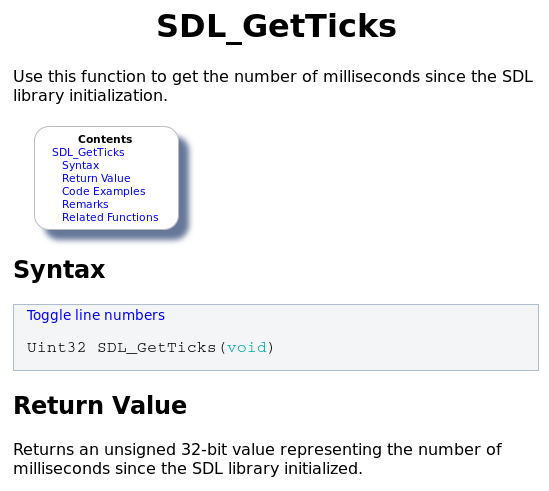 SDL_GetTicks
Use this function to get the number of milliseconds since the SDL
library initialization.
Contents
SDL_GetTicks
Syntax
Return Value
Code Examples
Remarks
Related Functions
Syntax
Toggle line numbers
Uint32 SDL_GetTicks(void)
Return Value
Returns an unsigned 32-bit value representing the number of
milliseconds since the SDL library initialized.